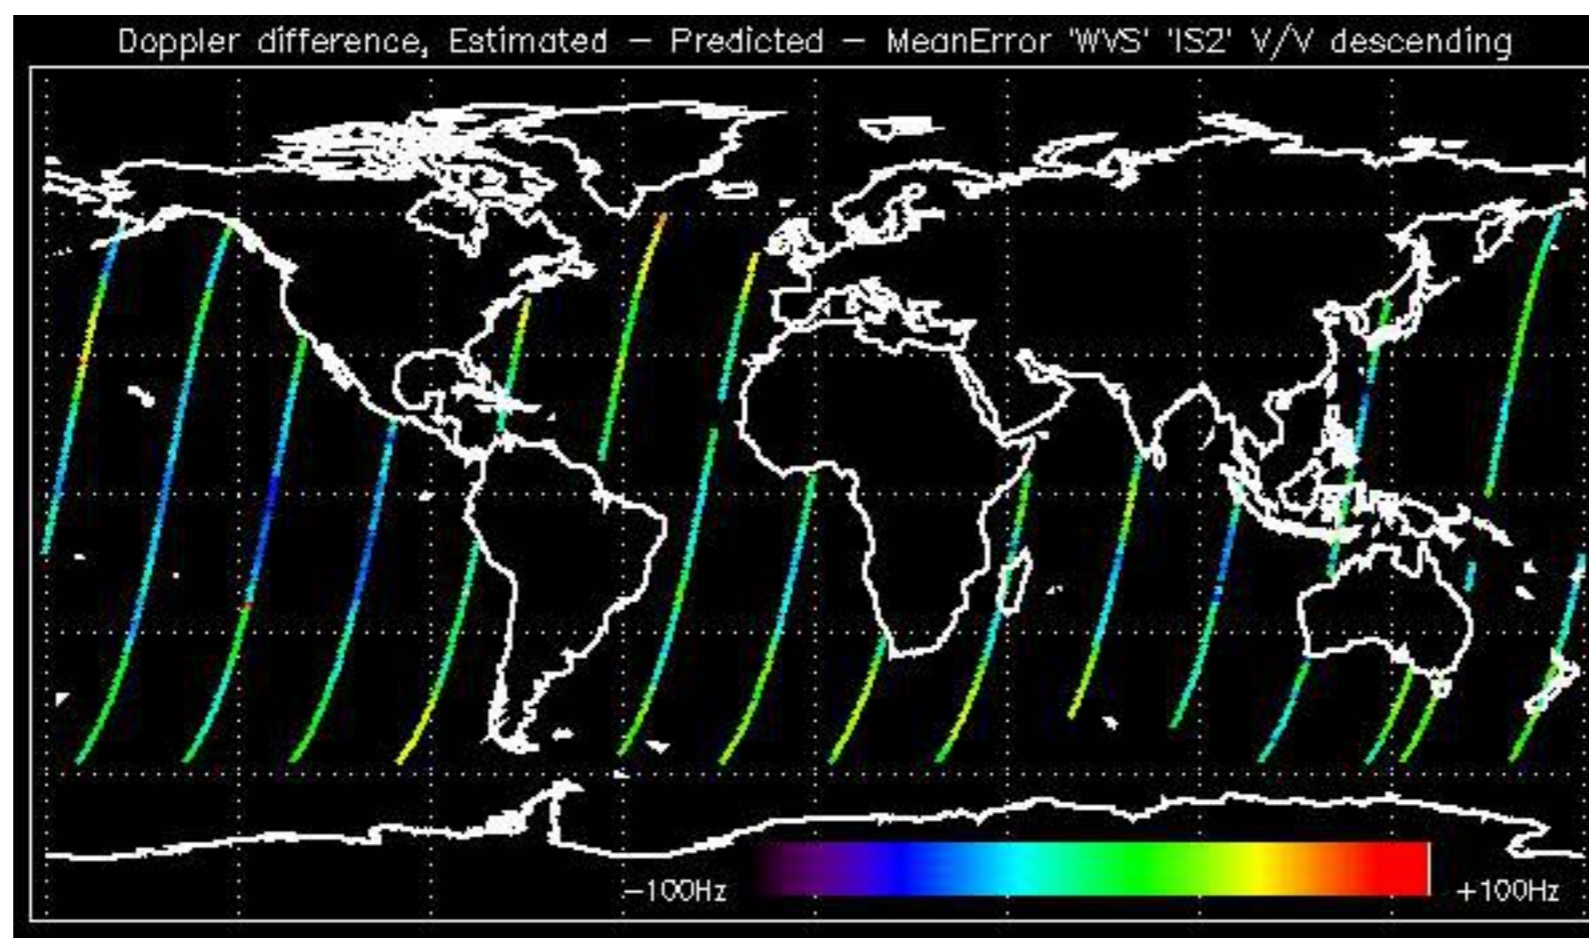 Doppler difference, Estimated – Predicted – MeanError 'WVS' 'IS2' V/V descending
–100Hz +100Hz